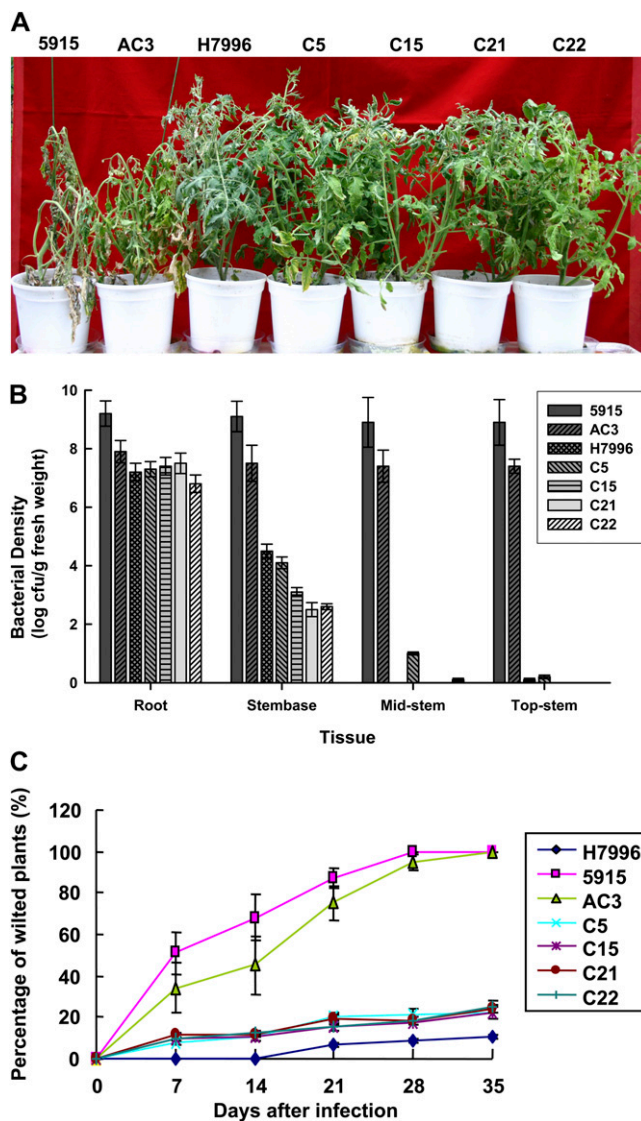 A
5915 AC3 H7996 C5 C15 C21 C22
B
10
8
6
4
2
0
Bacterial Density
(log cfu/g fresh weight)
5915
AC3
H7996
C5
C15
C21
C22
Root Stembase Mid-stem Top-stem
Tissue
C
120
100
80
60
40
20
0
Percentage of wilted plants (%)
0 7 14 21 28 35
Days after infection
H7996
5915
AC3
C5
C15
C21
C22